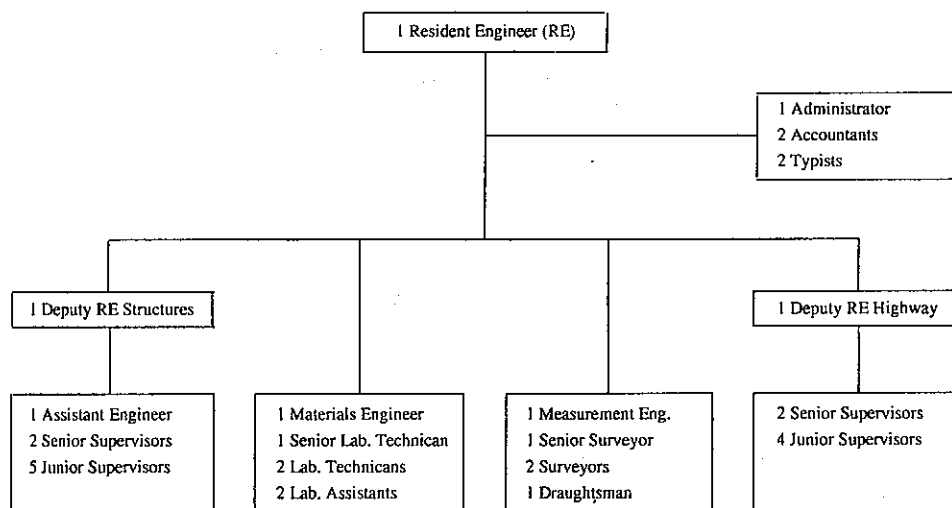 1 Resident Engineer (RE)
1 Administrator
2 Accountants
2 Typists
1 Deputy RE Structures
1 Deputy RE Highway
1 Assistant Engineer
2 Senior Supervisors
5 Junior Supervisors
1 Materials Engineer
1 Senior Lab. Technican
2 Lab. Technicans
2 Lab. Assistants
1 Measurement Eng.
1 Senior Surveyor
2 Surveyors
1 Draughtsman
2 Senior Supervisors
4 Junior Supervisors